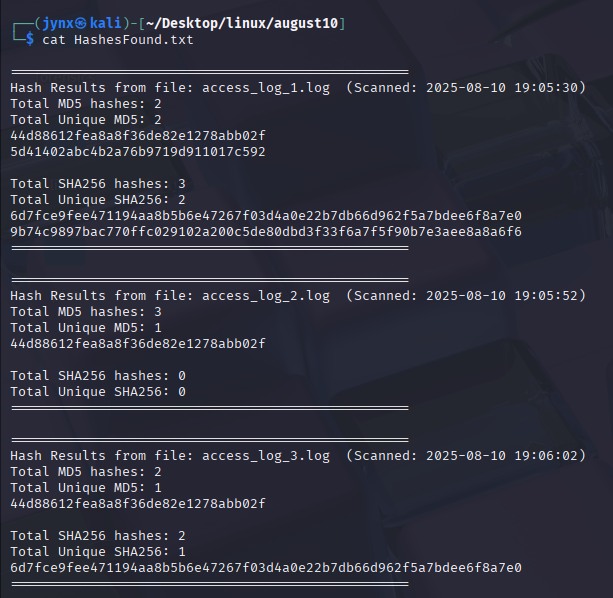 ┌──(jynx㉿kali)-[~/Desktop/linux/august10]
└─$ cat HashesFound.txt
═══════════════════════════════════════
Hash Results from file: access_log_1.log  (Scanned: 2025-08-10 19:05:30)
Total MD5 hashes: 2
Total Unique MD5: 2
44d88612fea8a8f36de82e1278abb02f
5d41402abc4b2a76b9719d911017c592
Total SHA256 hashes: 3
Total Unique SHA256: 2
6d7fce9fee471194aa8b5b6e47267f03d4a0e22b7db66d962f5a7bdee6f8a7e0
9b74c9897bac770ffc029102a200c5de80dbd3f33f6a7f5f90b7e3aee8a8a6f6
═══════════════════════════════════════
═══════════════════════════════════════
Hash Results from file: access_log_2.log  (Scanned: 2025-08-10 19:05:52)
Total MD5 hashes: 3
Total Unique MD5: 1
44d88612fea8a8f36de82e1278abb02f
Total SHA256 hashes: 0
Total Unique SHA256: 0
═══════════════════════════════════════
═══════════════════════════════════════
Hash Results from file: access_log_3.log  (Scanned: 2025-08-10 19:06:02)
Total MD5 hashes: 2
Total Unique MD5: 1
44d88612fea8a8f36de82e1278abb02f
Total SHA256 hashes: 2
Total Unique SHA256: 1
6d7fce9fee471194aa8b5b6e47267f03d4a0e22b7db66d962f5a7bdee6f8a7e0
═══════════════════════════════════════